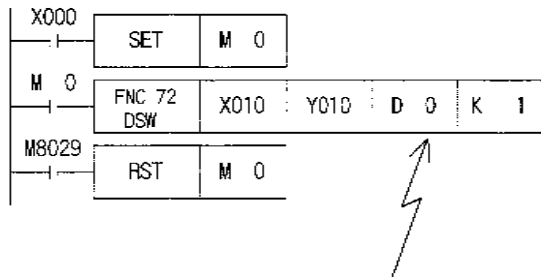 X000
SET M 0
M 0
FNC 72 X010 Y010 D 0 K 1
DSW
M8029
RST M 0